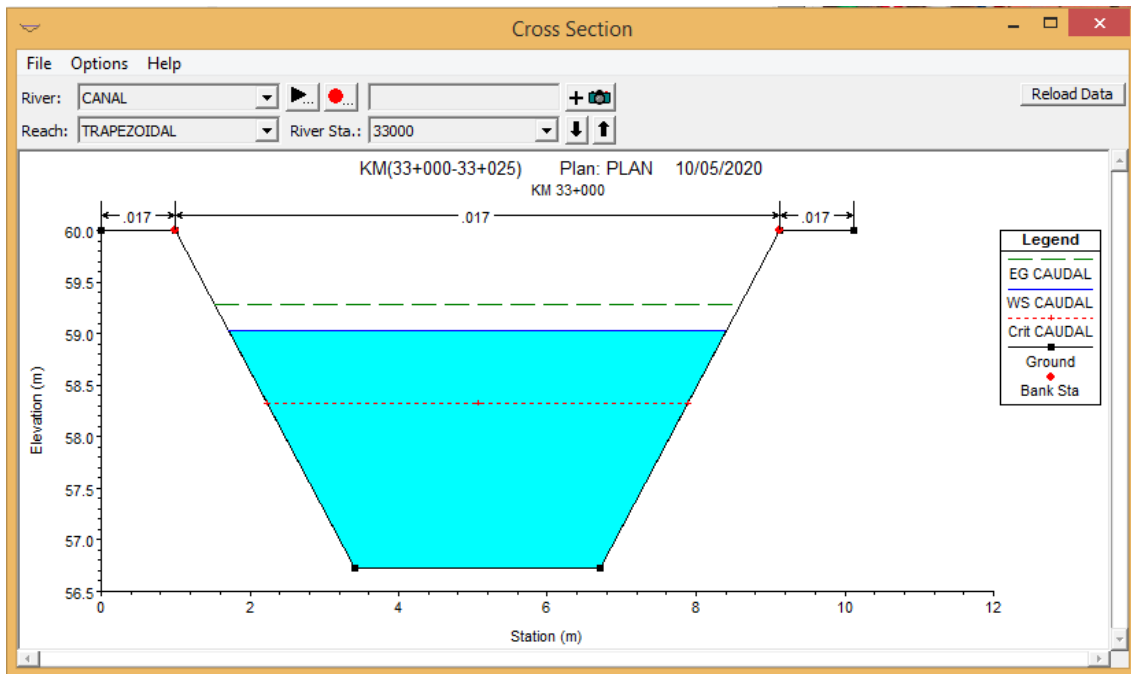 Cross Section
File Options Help
River: CANAL ... ... Reload Data
Reach: TRAPEZOIDAL River Sta.: 33000
KM(33+000-33+025) Plan: PLAN 10/05/2020
KM 33+000
.017 .017 .017
60.0
59.5
59.0
58.5
58.0
57.5
57.0
56.5
Elevation (m)
0 2 4 6 8 10 12
Station (m)
Legend
EG CAUDAL
WS CAUDAL
Crit CAUDAL
Ground
Bank Sta